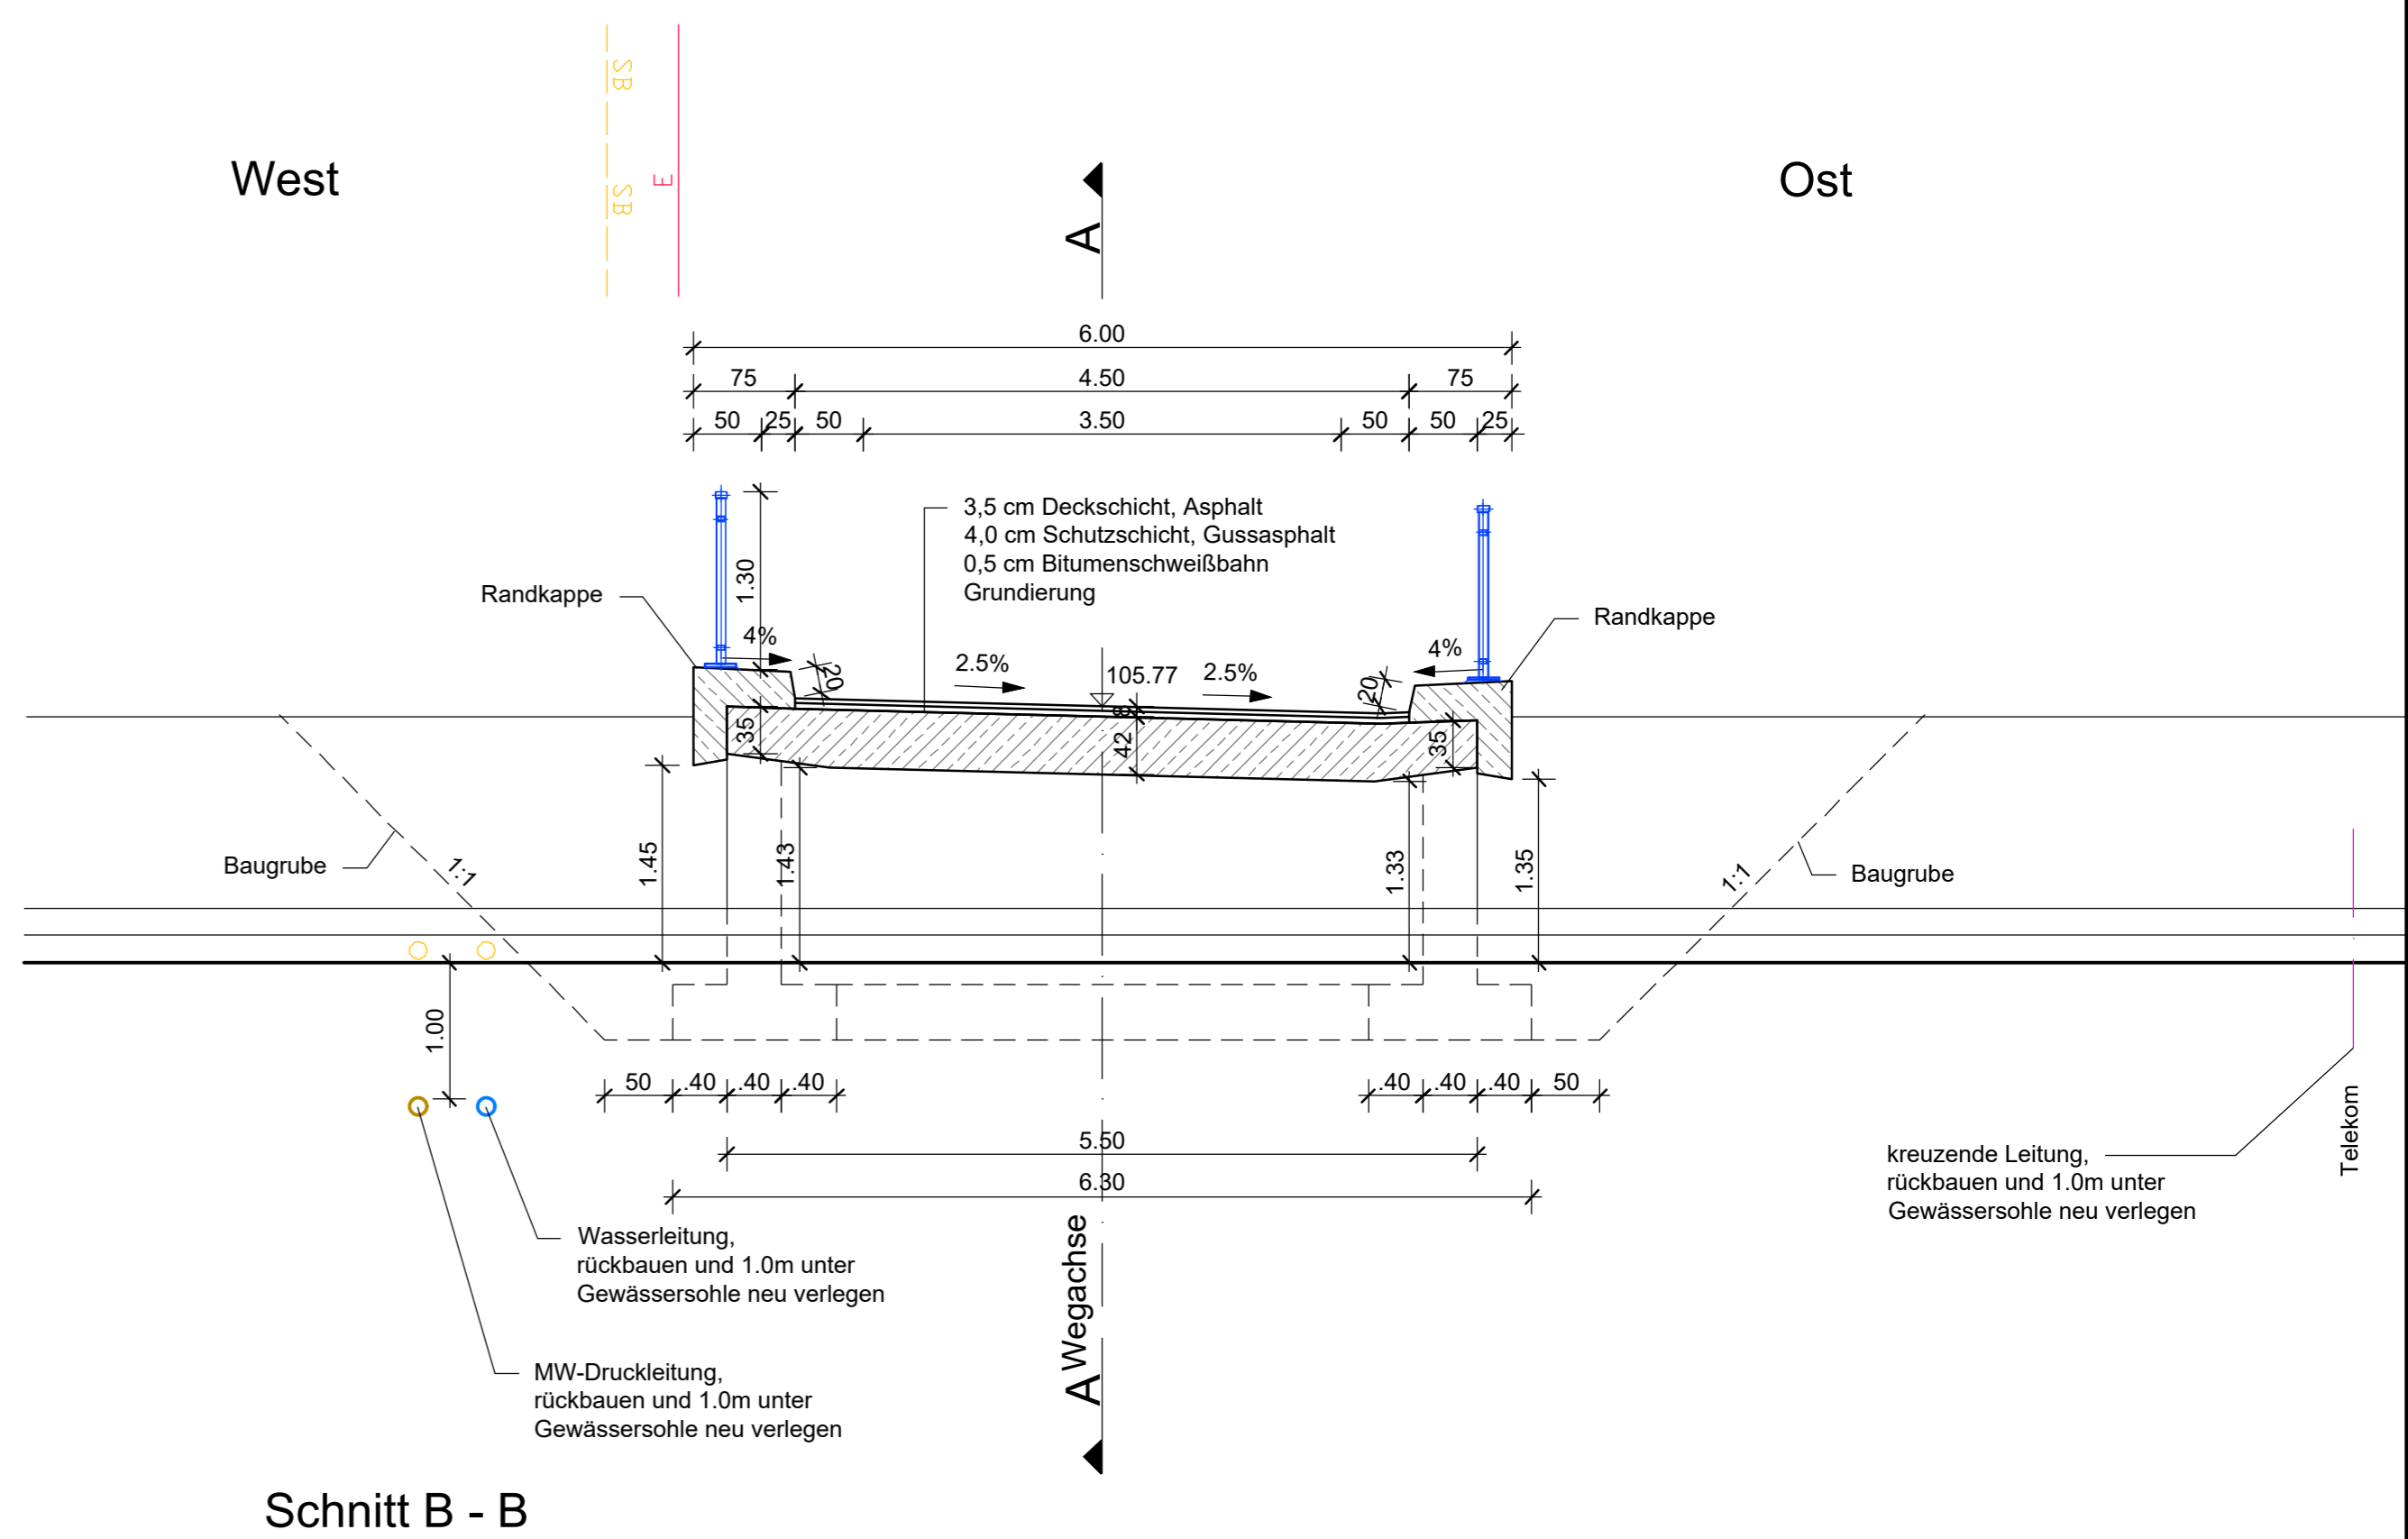 SB
SB
E
West
Ost
A
6.00
75
4.50
75
50
25
50
3.50
50
50
25
3,5 cm Deckschicht, Asphalt
4,0 cm Schutzschicht, Gussasphalt
0,5 cm Bitumenschweißbahn
Grundierung
1.30
Randkappe
Randkappe
4%
20
2.5%
105.77
2.5%
20
4%
8
35
42
35
1.45
1.43
1.33
1.35
Baugrube
1:1
1:1
Baugrube
1.00
50
.40
.40
.40
.40
.40
.40
50
5.50
6.30
Telekom
kreuzende Leitung,
rückbauen und 1.0m unter
Gewässersohle neu verlegen
Wasserleitung,
rückbauen und 1.0m unter
Gewässersohle neu verlegen
MW-Druckleitung,
rückbauen und 1.0m unter
Gewässersohle neu verlegen
A Wegachse
Schnitt B - B